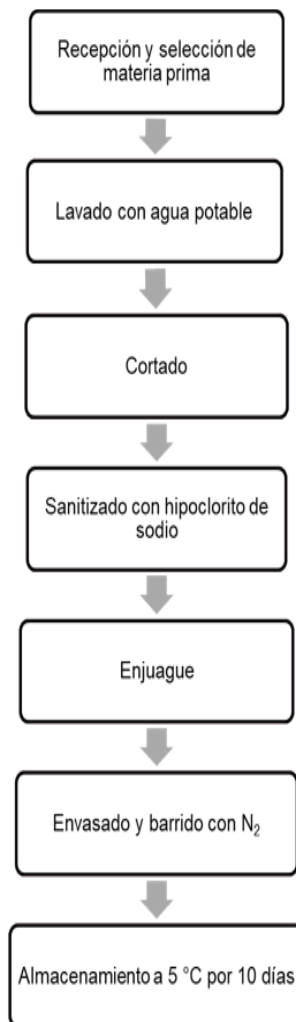 Recepción y selección de
materia prima
Lavado con agua potable
Cortado
Sanitizado con hipoclorito de
sodio
Enjuague
Envasado y barrido con N₂
Almacenamiento a 5 °C por 10 días